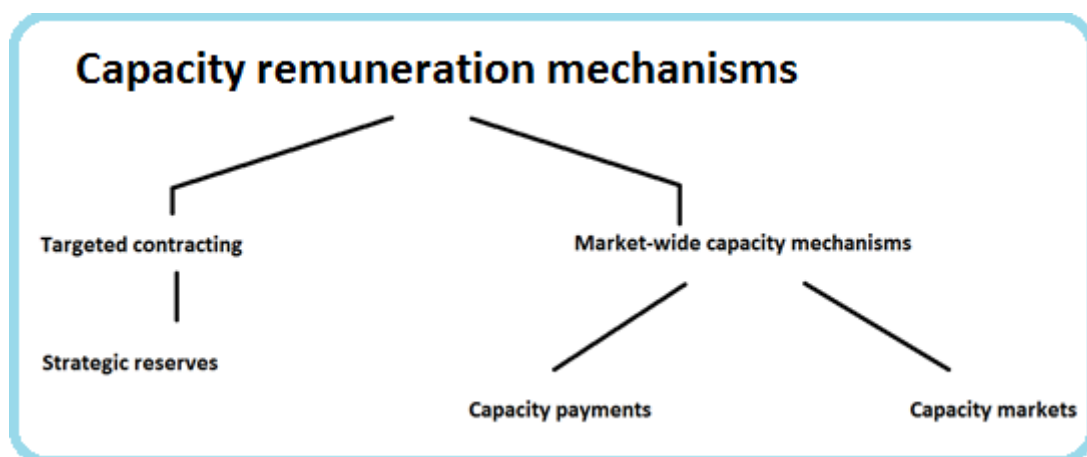 Capacity remuneration mechanisms
Targeted contracting
Market-wide capacity mechanisms
Strategic reserves
Capacity payments
Capacity markets